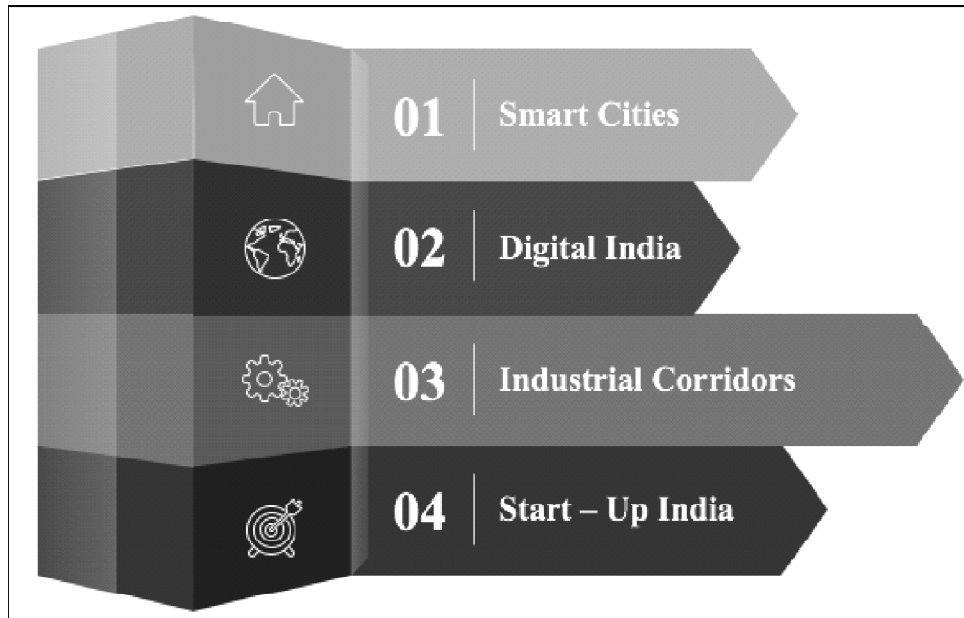 01 Smart Cities
02 Digital India
03 Industrial Corridors
04 Start – Up India